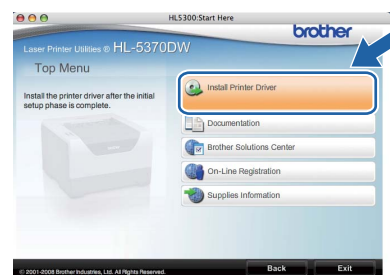 HL5300:Start Here
brother
Laser Printer Utilities ® HL-5370DW
Top Menu
Install the printer driver after the initial
setup phase is complete.
Install Printer Driver
Documentation
Brother Solutions Center
On-Line Registration
Supplies Information
© 2001-2008 Brother Industries, Ltd. All Rights Reserved.
Back
Exit